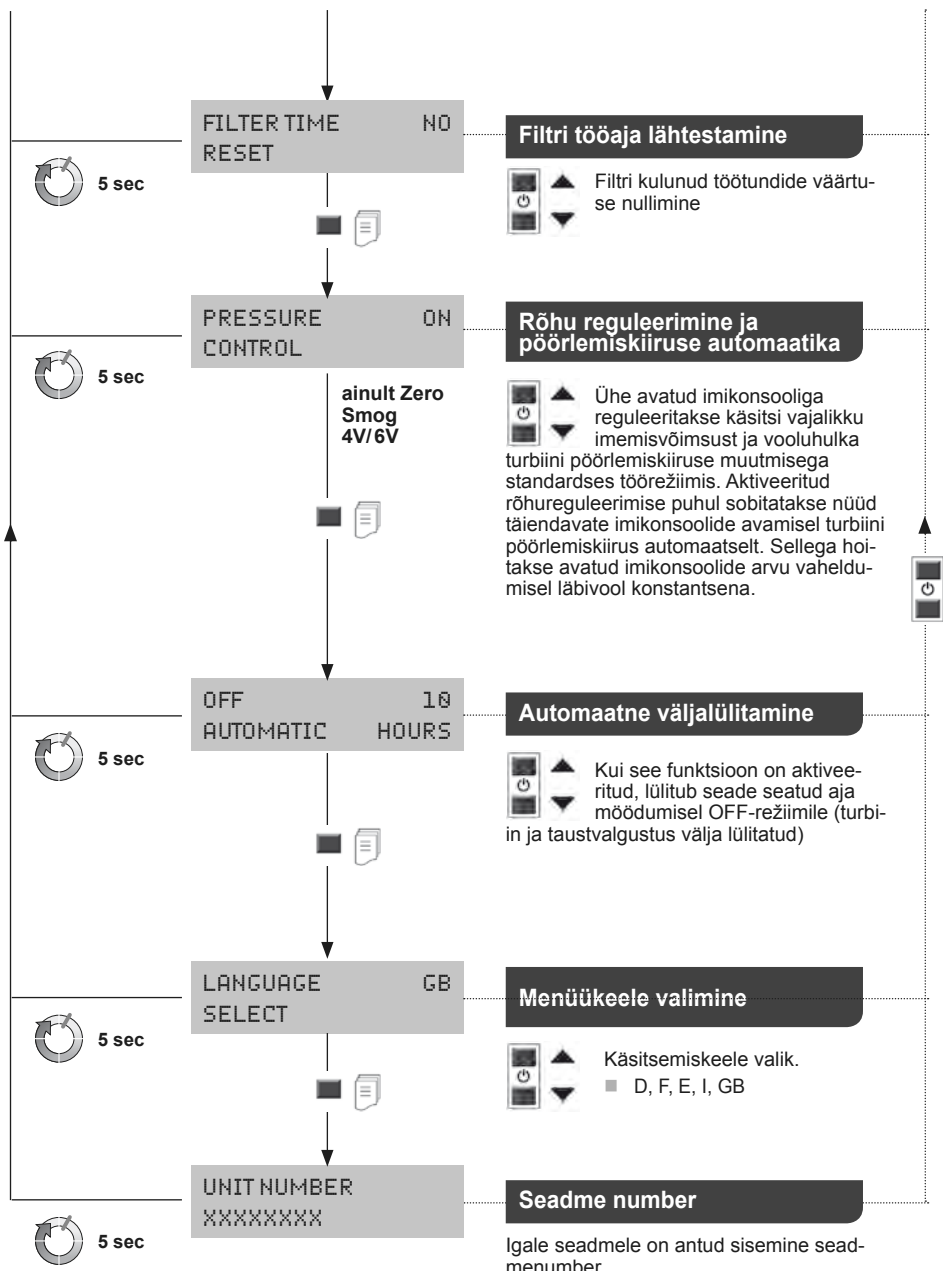 FILTER TIME NO
RESET
Filtri tööaja lähtestamine
5 sec
Filtri kulunud töötundide väärtu-
se nullimine
PRESSURE ON
CONTROL
Rõhu reguleerimine ja
pöörlemiskiiruse automaatika
5 sec
ainult Zero
Smog
4V/6V
Ühe avatud imikonsooliga
reguleeritakse käsitsi vajalikku
imemisvõimsust ja vooluhulka
turbiini pöörlemiskiiruse muutmisega
standardses töörežiimis. Aktiveeritud
rõhureguleerimise puhul sobitatakse nüüd
täiendavate imikonsoolide avamisel turbiini
pöörlemiskiirus automaatselt. Sellega hoi-
takse avatud imikonsoolide arvu vaheldu-
misel läbivool konstantsena.
OFF 10
AUTOMATIC HOURS
Automaatne väljalülitamine
5 sec
Kui see funktsioon on aktivee-
ritud, lülitub seade seatud aja
möödumisel OFF-režiimile (turbi-
in ja taustvalgustus välja lülitatud)
LANGUAGE GB
SELECT
Menüükeele valimine
5 sec
Käsitsemiskeele valik.
D, F, E, I, GB
UNIT NUMBER
XXXXXXXX
Seadme number
5 sec
Igale seadmele on antud sisemine sead-
menumber